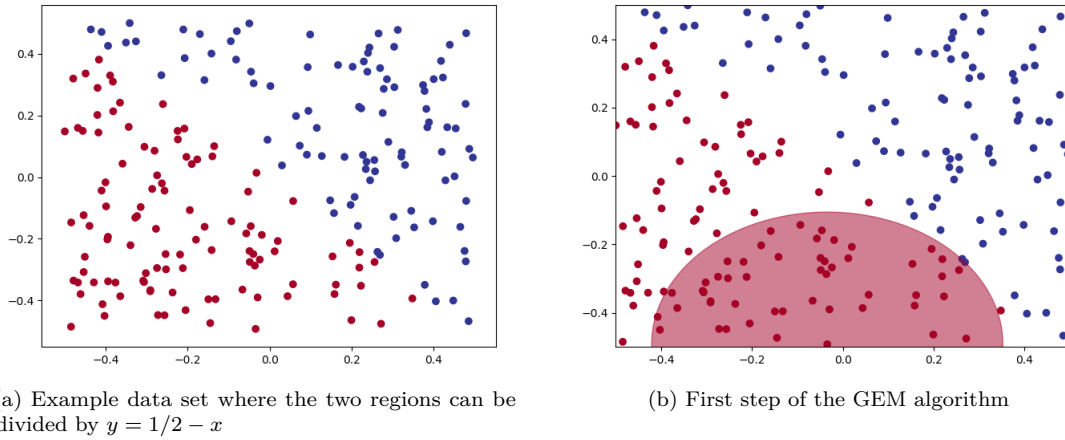 0.4
0.2
0.0
−0.2
−0.4
−0.4 −0.2 0.0 0.2 0.4
0.4
0.2
0.0
−0.2
−0.4
−0.4 −0.2 0.0 0.2 0.4
a) Example data set where the two regions can be
divided by y = 1/2 − x
(b) First step of the GEM algorithm